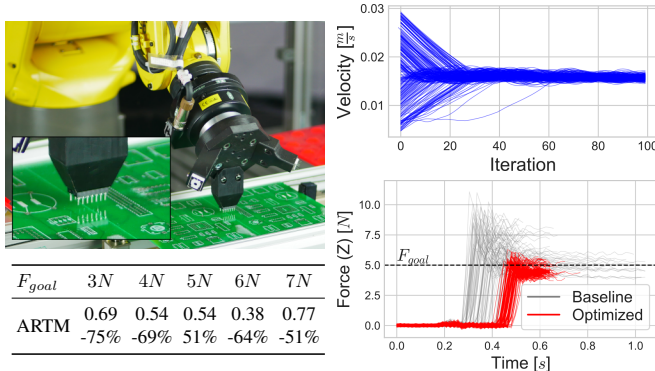 F_goal 3N 4N 5N 6N 7N
ARTM 0.69 0.54 0.54 0.38 0.77
-75% -69% 51% -64% -51%
0.03
0.02
0.01
Velocity [m/s]
0 20 40 60 80 100
Iteration
10.0
7.5
5.0
2.5
0.0
Force (Z) [N]
F_goal
Baseline
Optimized
0.0 0.2 0.4 0.6 0.8 1.0
Time [s]